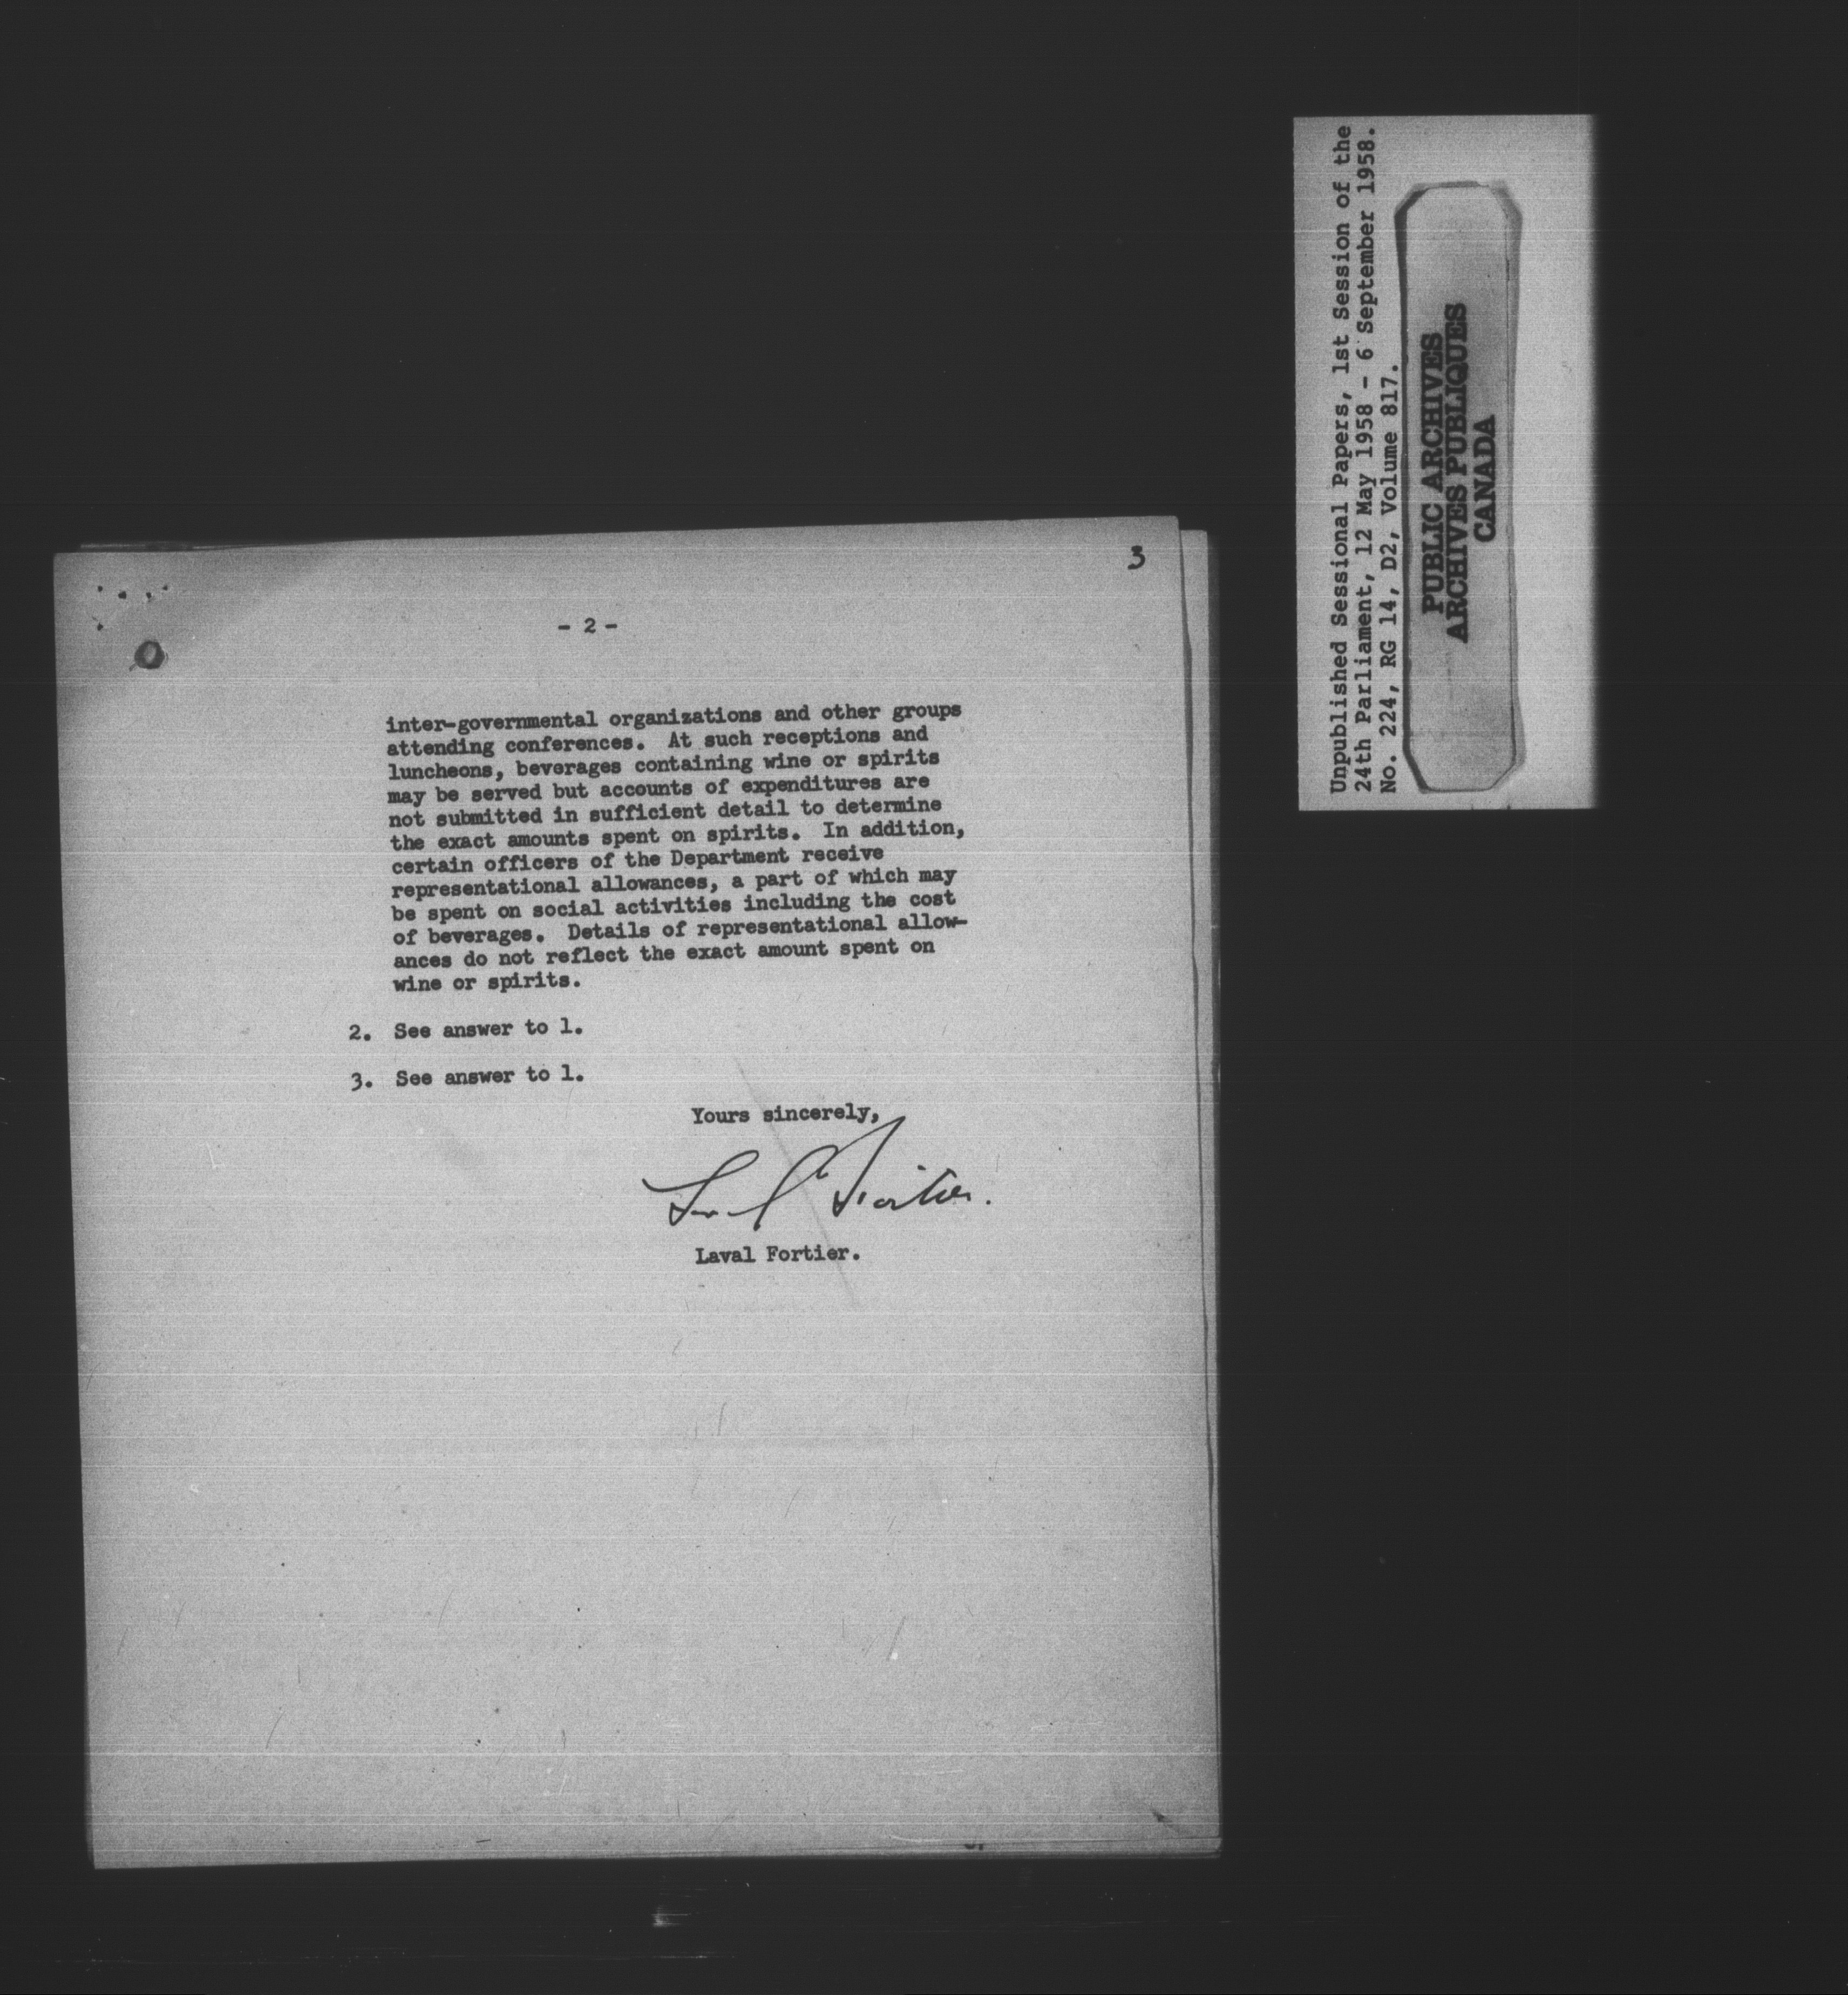 3
- 2 -
inter-governmental organizations and other groups
attending conferences. At such receptions and
luncheons, beverages containing wine or spirits
may be served but accounts of expenditures are
not submitted in sufficient detail to determine
the exact amounts spent on spirits. In addition,
certain officers of the Department receive
representational allowances, a part of which may
be spent on social activities including the cost
of beverages. Details of representational allow-
ances do not reflect the exact amount spent on
wine or spirits.
2. See answer to 1.
3. See answer to 1.
Yours sincerely,
Laval Fortier.
Laval Fortier.
Unpublished Sessional Papers, 1st Session of the
24th Parliament, 12 May 1958 - 6 September 1958.
No. 224, RG 14, D2, Volume 817.
PUBLIC ARCHIVES
ARCHIVES PUBLIQUES
CANADA